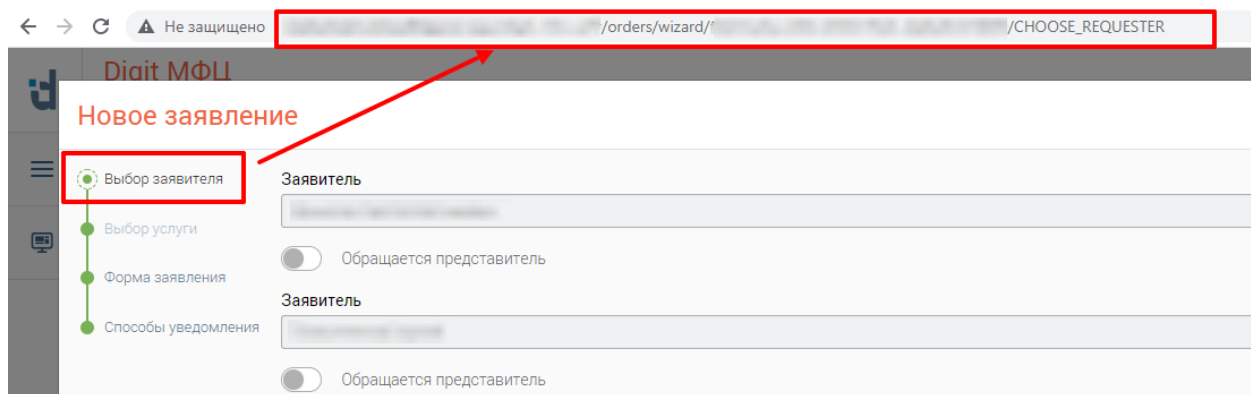 Не защищено /orders/wizard/ /CHOOSE_REQUESTER
Digit МФЦ
Новое заявление
Выбор заявителя
Заявитель
Выбор услуги
Обращается представитель
Форма заявления
Заявитель
Способы уведомления
Обращается представитель